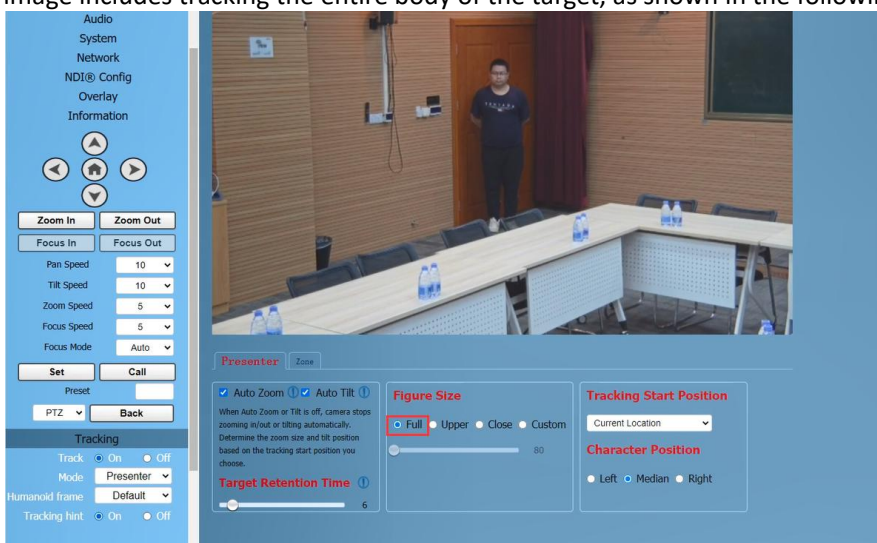 image includes tracking the entire body of the target, as shown in the followi
Audio
System
Network
NDI® Config
Overlay
Information
Zoom In Zoom Out
Focus In Focus Out
Pan Speed 10
Tilt Speed 10
Zoom Speed 5
Focus Speed 5
Focus Mode Auto
Set Call
Preset
PTZ Back
Tracking
Track On Off
Mode Presenter
Humanoid frame Default
Tracking hint On Off
Presenter Zone
Auto Zoom Auto Tilt
When Auto Zoom or Tilt is off, camera stops
zooming in/out or tilting automatically.
Determine the zoom size and tilt position
based on the tracking start position you
choose.
Target Retention Time
6
Figure Size
Full Upper Close Custom
80
Tracking Start Position
Current Location
Character Position
Left Median Right